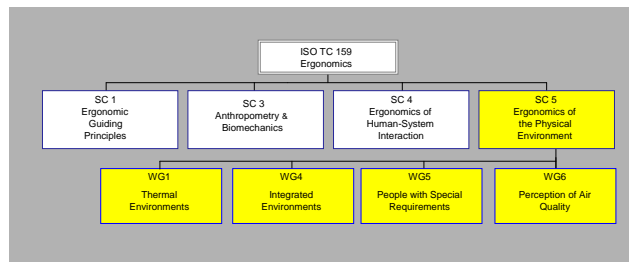 ISO TC 159
Ergonomics
SC 1
Ergonomic
Guiding
Principles
SC 3
Anthropometry &
Biomechanics
SC 4
Ergonomics of
Human-System
Interaction
SC 5
Ergonomics of
the Physical
Environment
WG1
Thermal
Environments
WG4
Integrated
Environments
WG5
People with Special
Requirements
WG6
Perception of Air
Quality